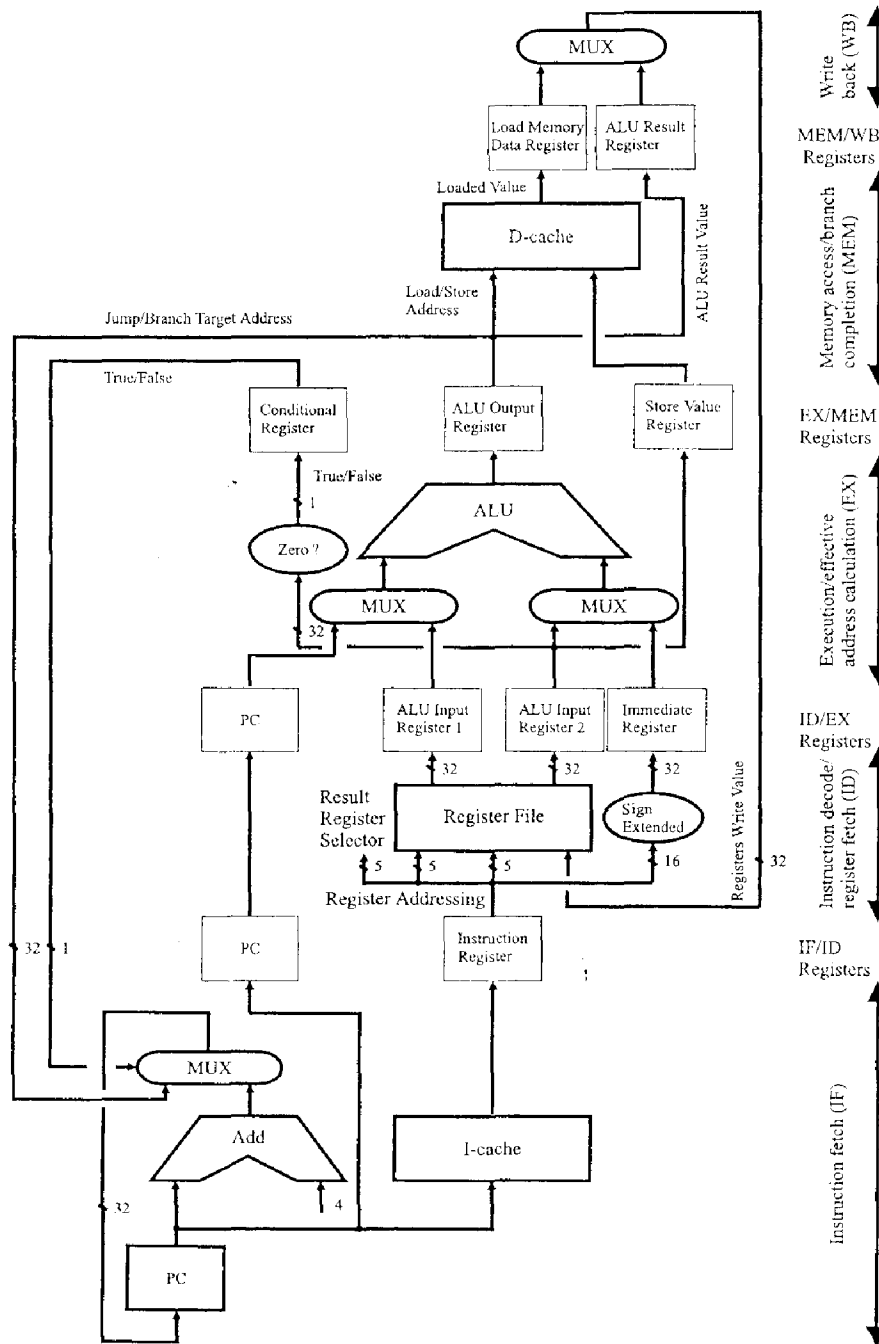 MUX
Write
back (WB)
Load Memory
Data Register
ALU Result
Register
MEM/WB
Registers
Loaded Value
D-cache
ALU Result Value
Memory access/branch
completion (MEM)
Load/Store
Address
Jump/Branch Target Address
True/False
Conditional
Register
ALU Output
Register
Store Value
Register
EX/MEM
Registers
True/False
1
ALU
Zero ?
Execution/effective
address calculation (EX)
MUX
MUX
32
PC
ALU Input
Register 1
ALU Input
Register 2
Immediate
Register
ID/EX
Registers
32
32
32
Result
Register
Selector
Register File
Sign
Extended
Registers Write Value
32
Instruction decode/
register fetch (ID)
5
5
5
16
Register Addressing
PC
Instruction
Register
IF/ID
Registers
32
1
MUX
Add
I-cache
Instruction fetch (IF)
32
4
PC